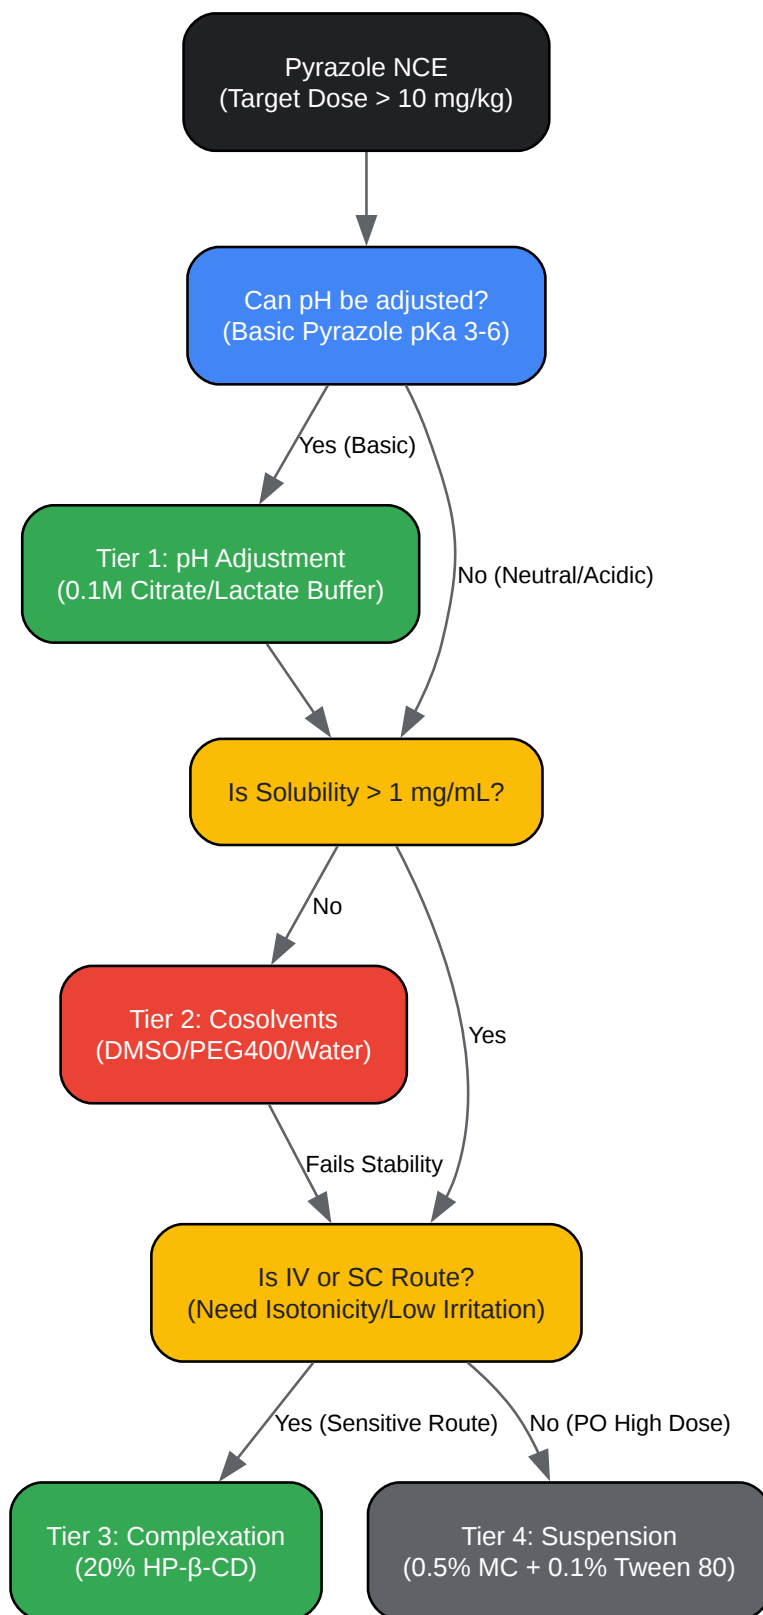 Pyrazole NCE
(Target Dose > 10 mg/kg)
Can pH be adjusted?
(Basic Pyrazole pKa 3-6)
Yes (Basic)
Tier 1: pH Adjustment
(0.1M Citrate/Lactate Buffer)
No (Neutral/Acidic)
Is Solubility > 1 mg/mL?
No
Tier 2: Cosolvents
(DMSO/PEG400/Water)
Yes
Fails Stability
Is IV or SC Route?
(Need Isotonicity/Low Irritation)
Yes (Sensitive Route)
No (PO High Dose)
Tier 3: Complexation
(20% HP-β-CD)
Tier 4: Suspension
(0.5% MC + 0.1% Tween 80)